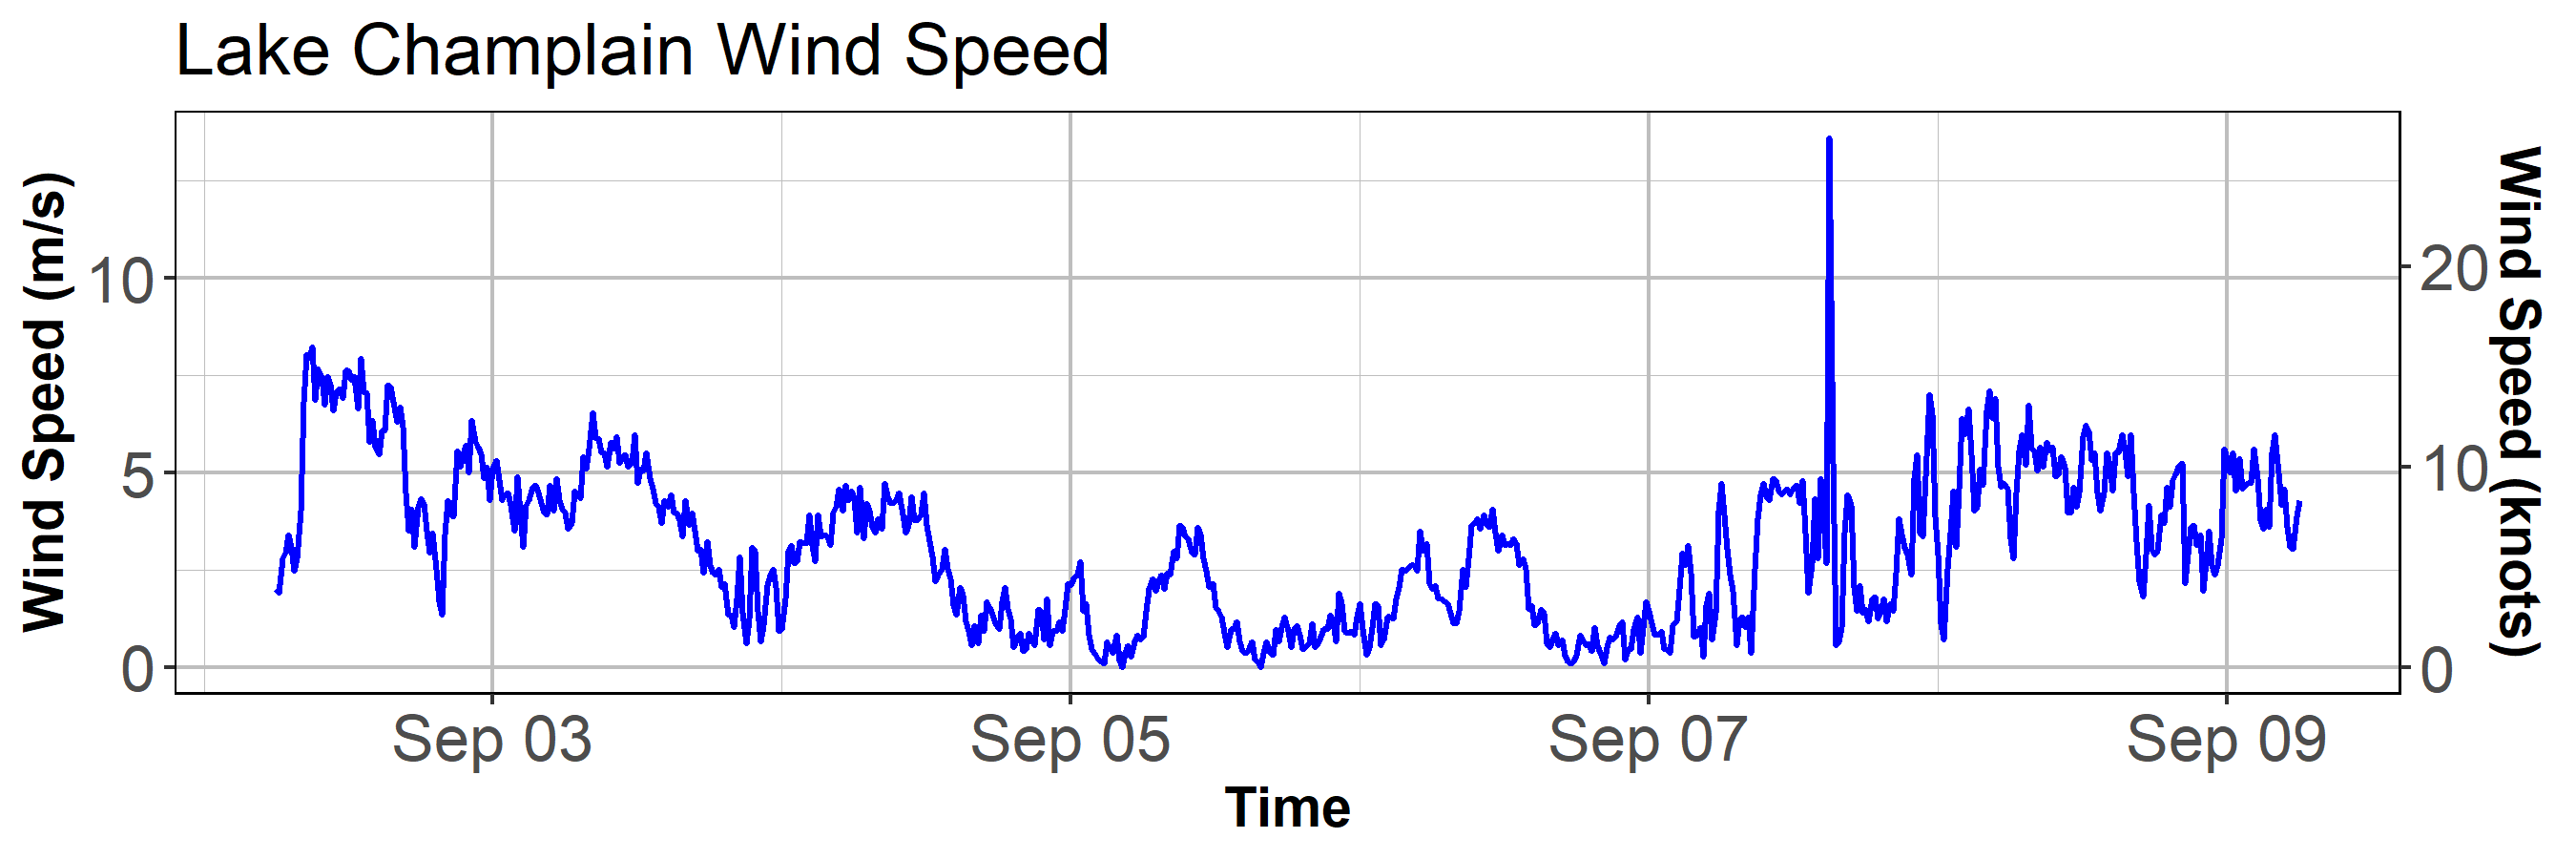 Lake Champlain Wind Speed
Wind Speed (m/s)
10
5
0
20
10
0
Wind Speed (knots)
Sep 03
Sep 05
Sep 07
Sep 09
Time